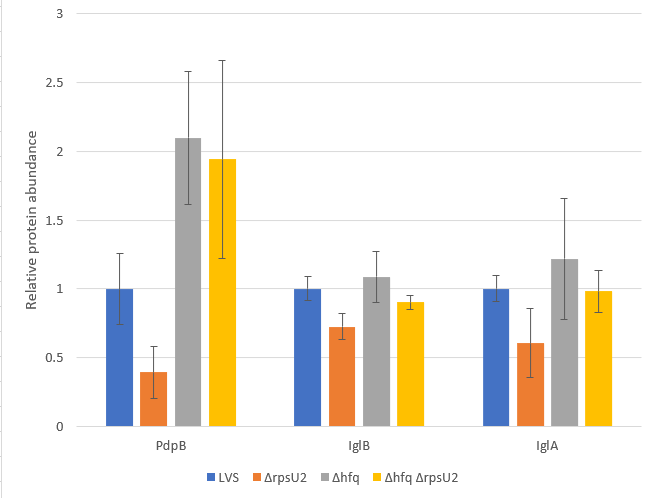 3
2.5
2
1.5
1
0.5
0
Relative protein abundance
PdpB IglB IglA
LVS ΔrpsU2 Δhfq Δhfq ΔrpsU2